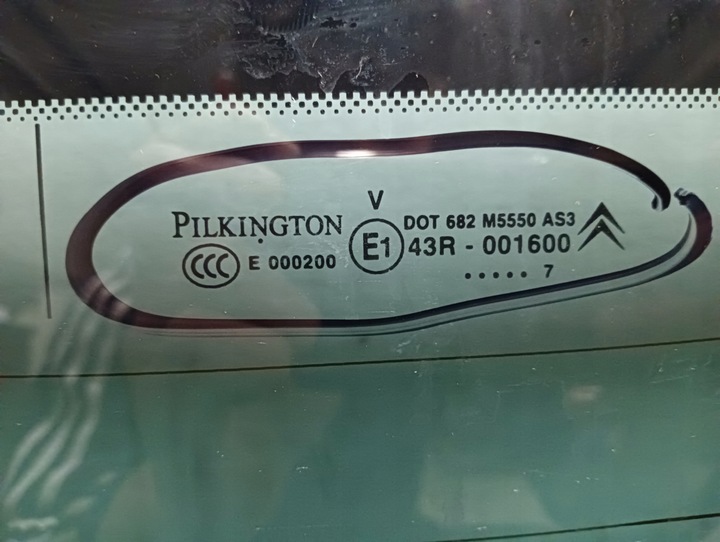 V
PILKINGTON
DOT 682 M5550 AS3
CCC E 000200
E1 43R - 001600
..... 7